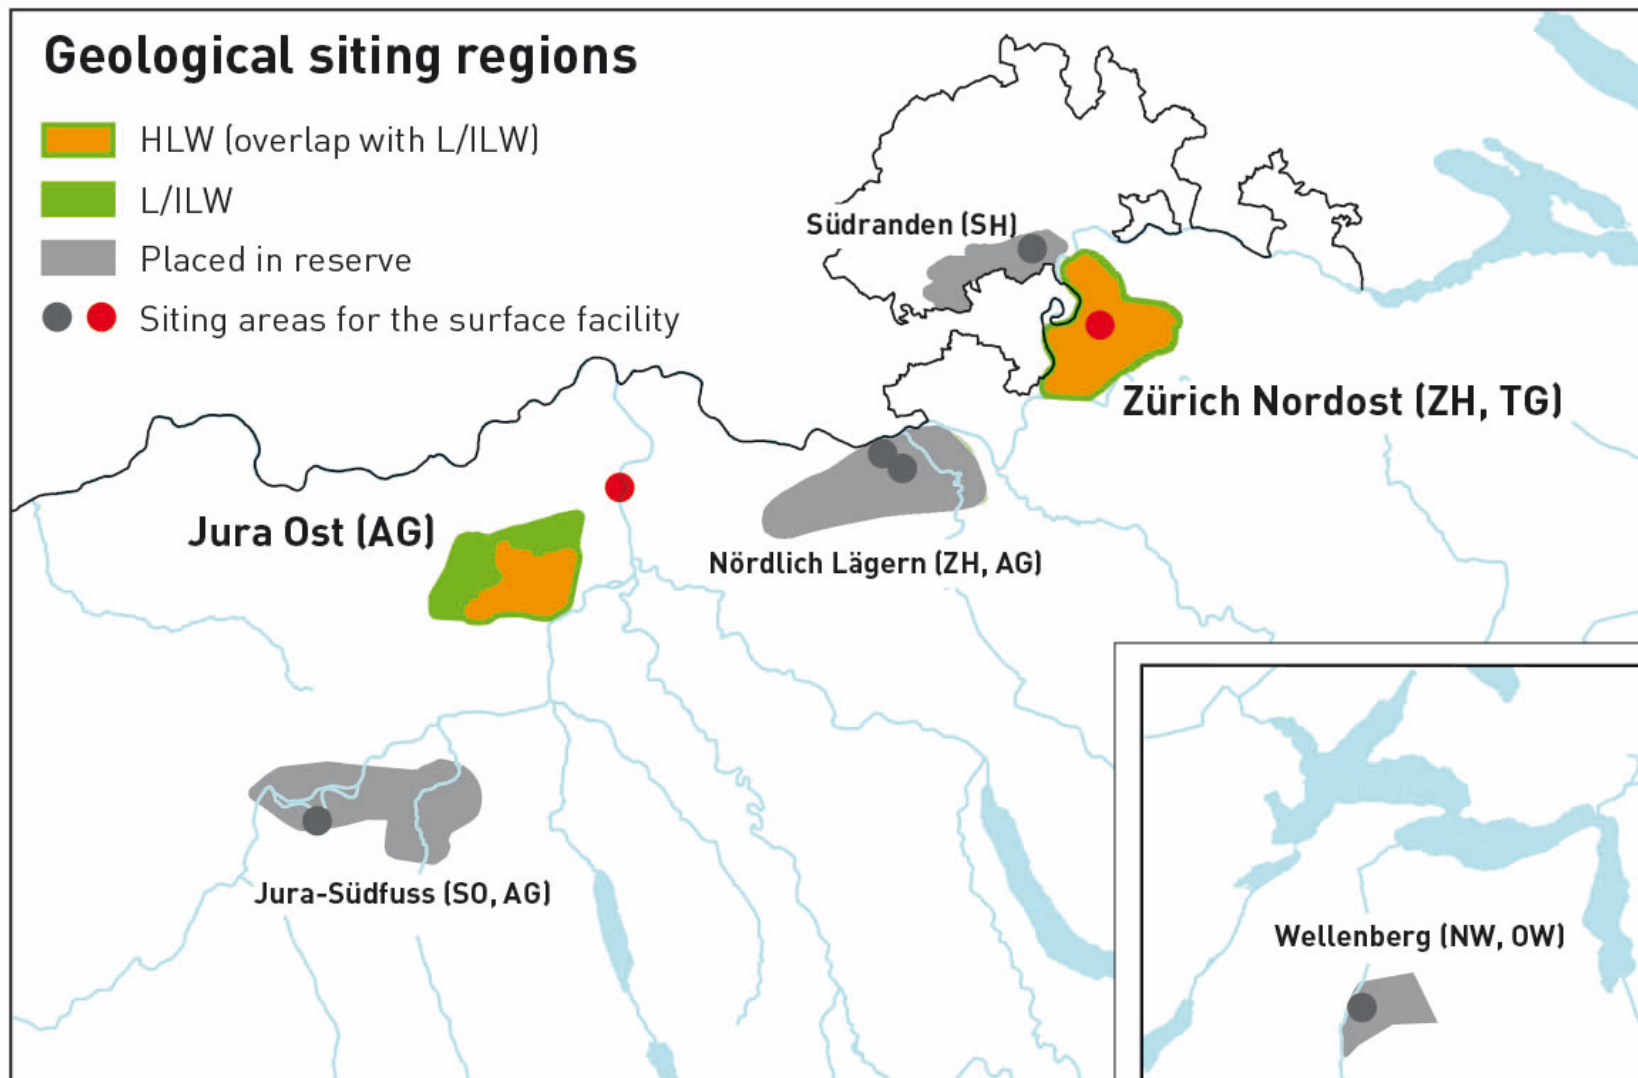 Geological siting regions
HLW (overlap with L/ILW)
L/ILW
Placed in reserve
Siting areas for the surface facility
Südranden (SH)
Zürich Nordost (ZH, TG)
Jura Ost (AG)
Nördlich Lägern (ZH, AG)
Jura-Südfuss (SO, AG)
Wellenberg (NW, OW)